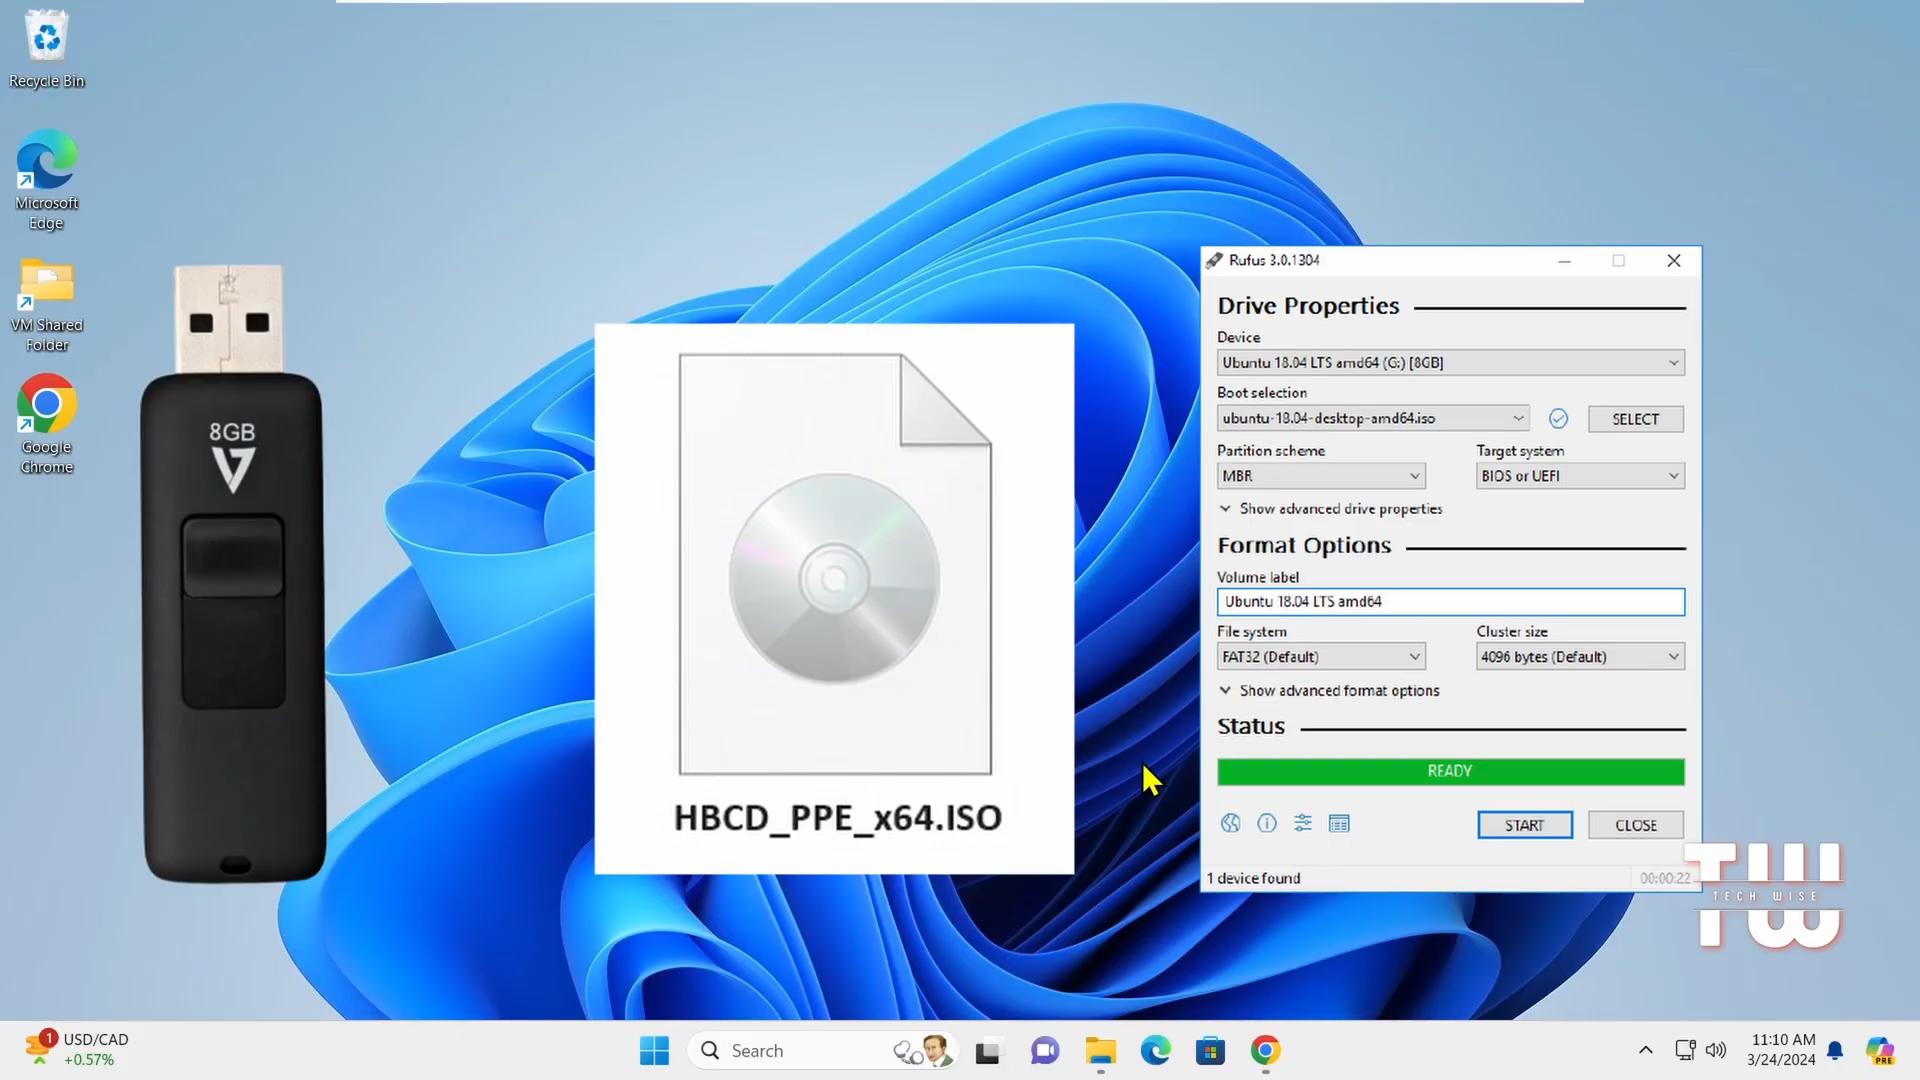 Recycle Bin
Microsoft
Edge
VM Shared
Folder
Google
Chrome
8GB
HBCD_PPE_x64.ISO
Rufus 3.0.1304
Drive Properties
Device
Ubuntu 18.04 LTS amd64 (G:) [8GB]
Boot selection
ubuntu-18.04-desktop-amd64.iso
SELECT
Partition scheme
Target system
MBR
BIOS or UEFI
Show advanced drive properties
Format Options
Volume label
Ubuntu 18.04 LTS amd64
File system
Cluster size
FAT32 (Default)
4096 bytes (Default)
Show advanced format options
Status
READY
START
CLOSE
1 device found
00:00:22
TW
TECH WISE
1
USD/CAD
+0.57%
Search
11:10 AM
3/24/2024
PRE